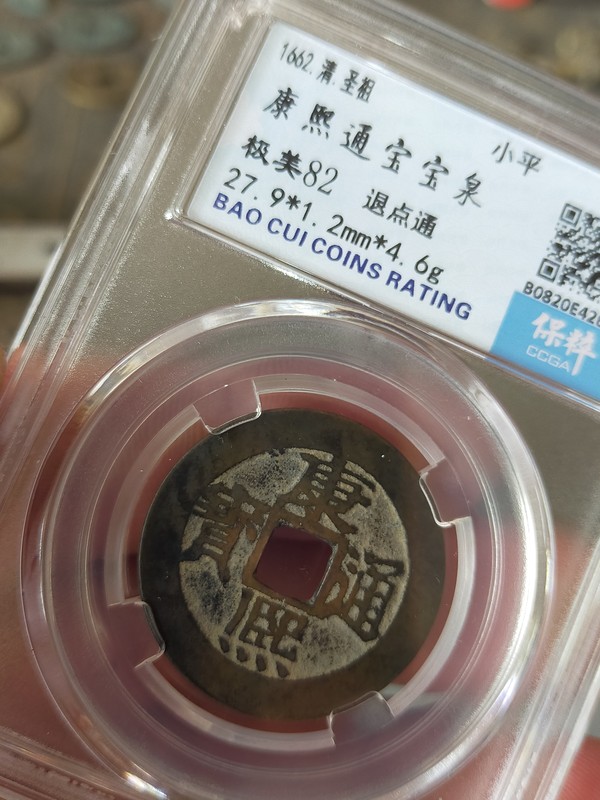 1662.清.圣祖
康熙通宝宝泉
小平
极美82 退点通
27.9*1.2mm*4.6g
BAO CUI COINS RATING
B0820E426
保粹
CCGA
康熙通寶